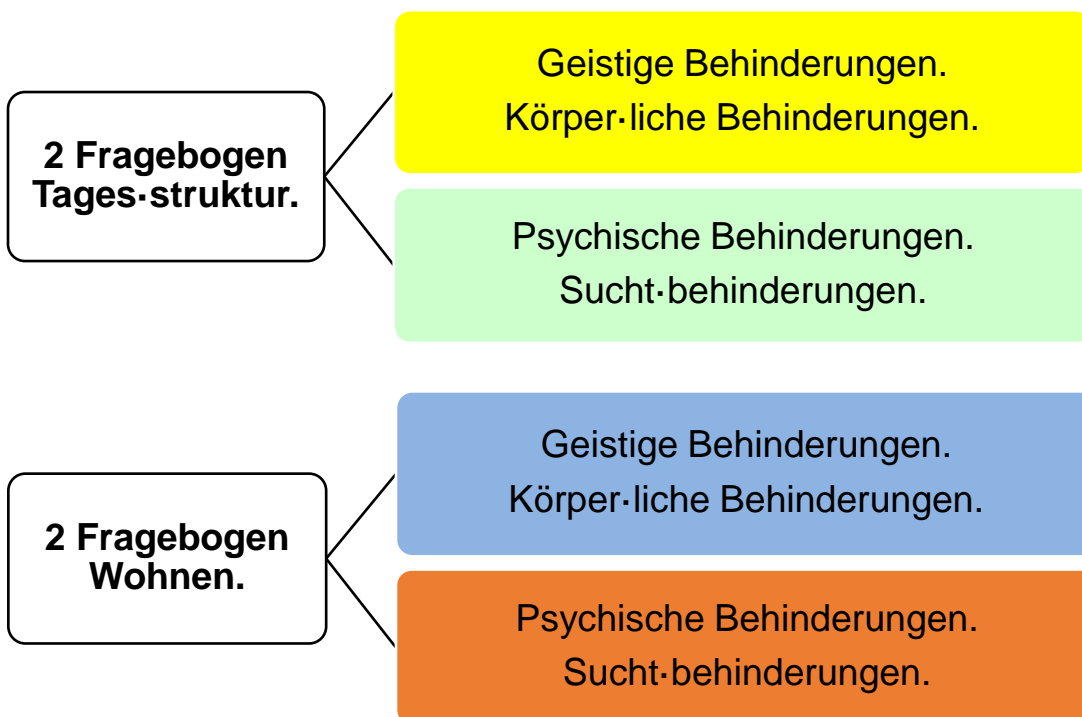 2 Fragebogen
Tages·struktur.
Geistige Behinderungen.
Körper·liche Behinderungen.
Psychische Behinderungen.
Sucht·behinderungen.
2 Fragebogen
Wohnen.
Geistige Behinderungen.
Körper·liche Behinderungen.
Psychische Behinderungen.
Sucht·behinderungen.